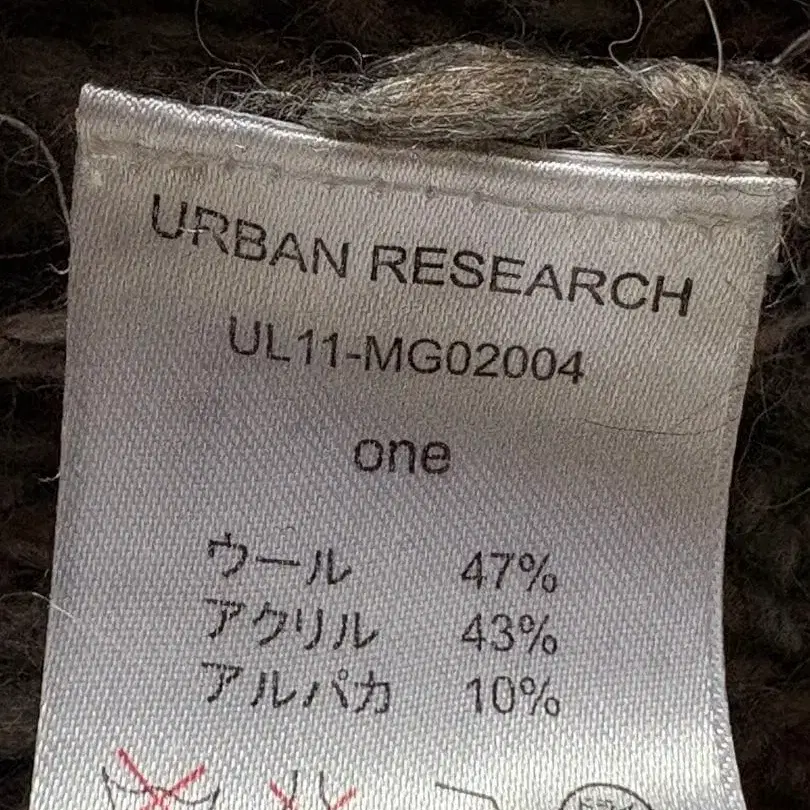 URBAN RESEARCH
UL11-MG02004
one
ウール 47%
アクリル 43%
アルパカ 10%